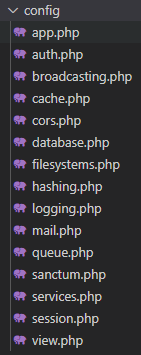 config
app.php
auth.php
broadcasting.php
cache.php
cors.php
database.php
filesystems.php
hashing.php
logging.php
mail.php
queue.php
sanctum.php
services.php
session.php
view.php